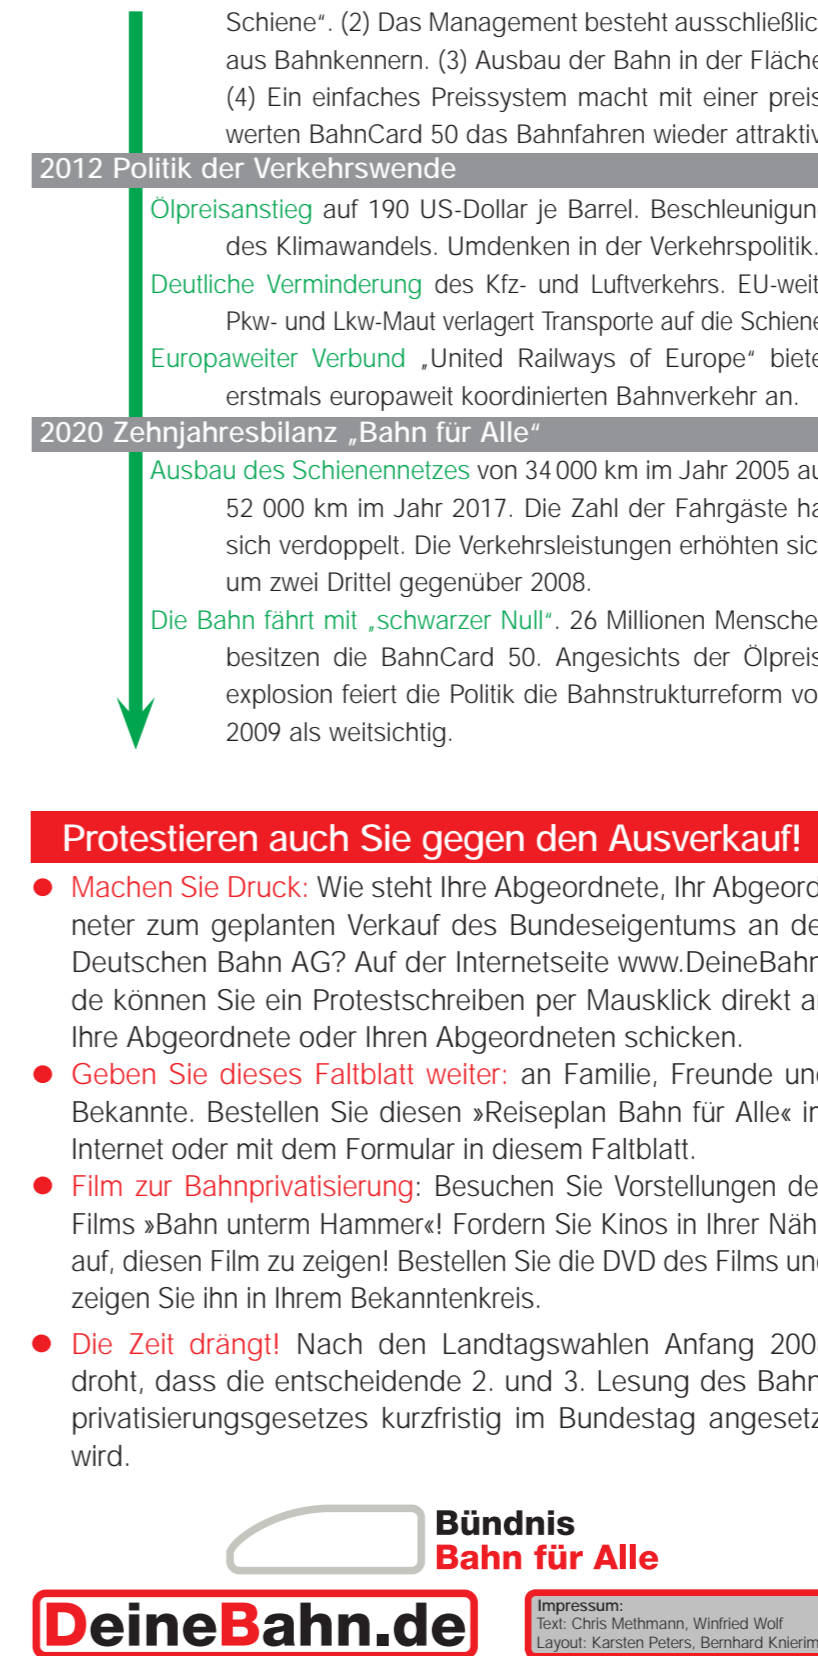 Schiene“. (2) Das Management besteht ausschließlic
aus Bahnkennern. (3) Ausbau der Bahn in der Fläche
(4) Ein einfaches Preissystem macht mit einer preis
werten BahnCard 50 das Bahnfahren wieder attraktiv
2012 Politik der Verkehrswende
Ölpreisanstieg auf 190 US-Dollar je Barrel. Beschleunigun
des Klimawandels. Umdenken in der Verkehrspolitik.
Deutliche Verminderung des Kfz- und Luftverkehrs. EU-weit
Pkw- und Lkw-Maut verlagert Transporte auf die Schiene
Europaweiter Verbund „United Railways of Europe“ biete
erstmals europaweit koordinierten Bahnverkehr an.
2020 Zehnjahresbilanz „Bahn für Alle“
Ausbau des Schienennetzes von 34 000 km im Jahr 2005 au
52 000 km im Jahr 2017. Die Zahl der Fahrgäste ha
sich verdoppelt. Die Verkehrsleistungen erhöhten sic
um zwei Drittel gegenüber 2008.
Die Bahn fährt mit „schwarzer Null“. 26 Millionen Mensche
besitzen die BahnCard 50. Angesichts der Ölpreis
explosion feiert die Politik die Bahnstrukturreform vo
2009 als weitsichtig.
Protestieren auch Sie gegen den Ausverkauf!
● Machen Sie Druck: Wie steht Ihre Abgeordnete, Ihr Abgeord
neter zum geplanten Verkauf des Bundeseigentums an de
Deutschen Bahn AG? Auf der Internetseite www.DeineBahn
de können Sie ein Protestschreiben per Mausklick direkt a
Ihre Abgeordnete oder Ihren Abgeordneten schicken.
● Geben Sie dieses Faltblatt weiter: an Familie, Freunde un
Bekannte. Bestellen Sie diesen »Reiseplan Bahn für Alle« i
Internet oder mit dem Formular in diesem Faltblatt.
● Film zur Bahnprivatisierung: Besuchen Sie Vorstellungen de
Films »Bahn unterm Hammer«! Fordern Sie Kinos in Ihrer Näh
auf, diesen Film zu zeigen! Bestellen Sie die DVD des Films un
zeigen Sie ihn in Ihrem Bekanntenkreis.
● Die Zeit drängt! Nach den Landtagswahlen Anfang 200
droht, dass die entscheidende 2. und 3. Lesung des Bahn
privatisierungsgesetzes kurzfristig im Bundestag angesetz
wird.
Bündnis
Bahn für Alle
DeineBahn.de
Impressum:
Text: Chris Methmann, Winfried Wolf
Layout: Karsten Peters, Bernhard Knierim